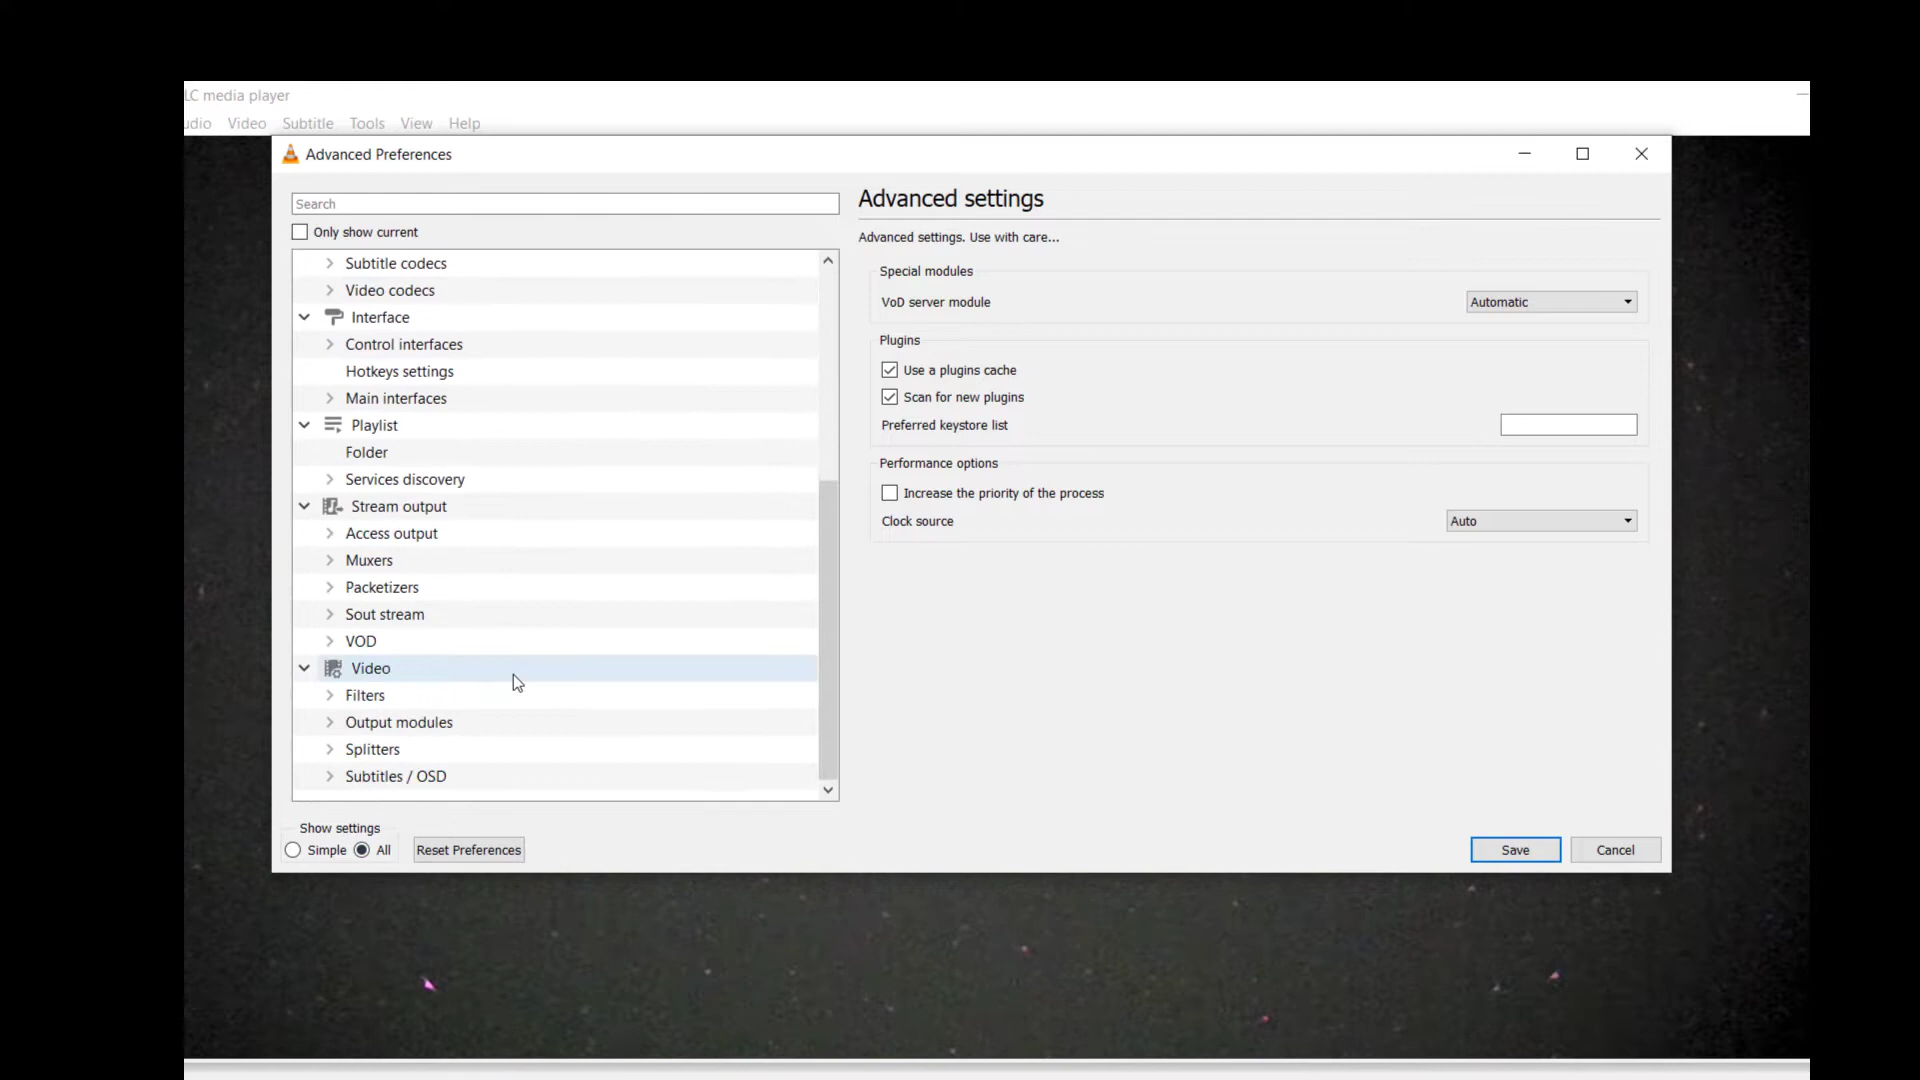 LC media player
udio Video Subtitle Tools View Help
Advanced Preferences
Search
Only show current
Subtitle codecs
Video codecs
Interface
Control interfaces
Hotkeys settings
Main interfaces
Playlist
Folder
Services discovery
Stream output
Access output
Muxers
Packetizers
Sout stream
VOD
Video
Filters
Output modules
Splitters
Subtitles / OSD
Show settings
Simple All Reset Preferences
Advanced settings
Advanced settings. Use with care...
Special modules
VoD server module Automatic
Plugins
Use a plugins cache
Scan for new plugins
Preferred keystore list
Performance options
Increase the priority of the process
Clock source Auto
Save Cancel